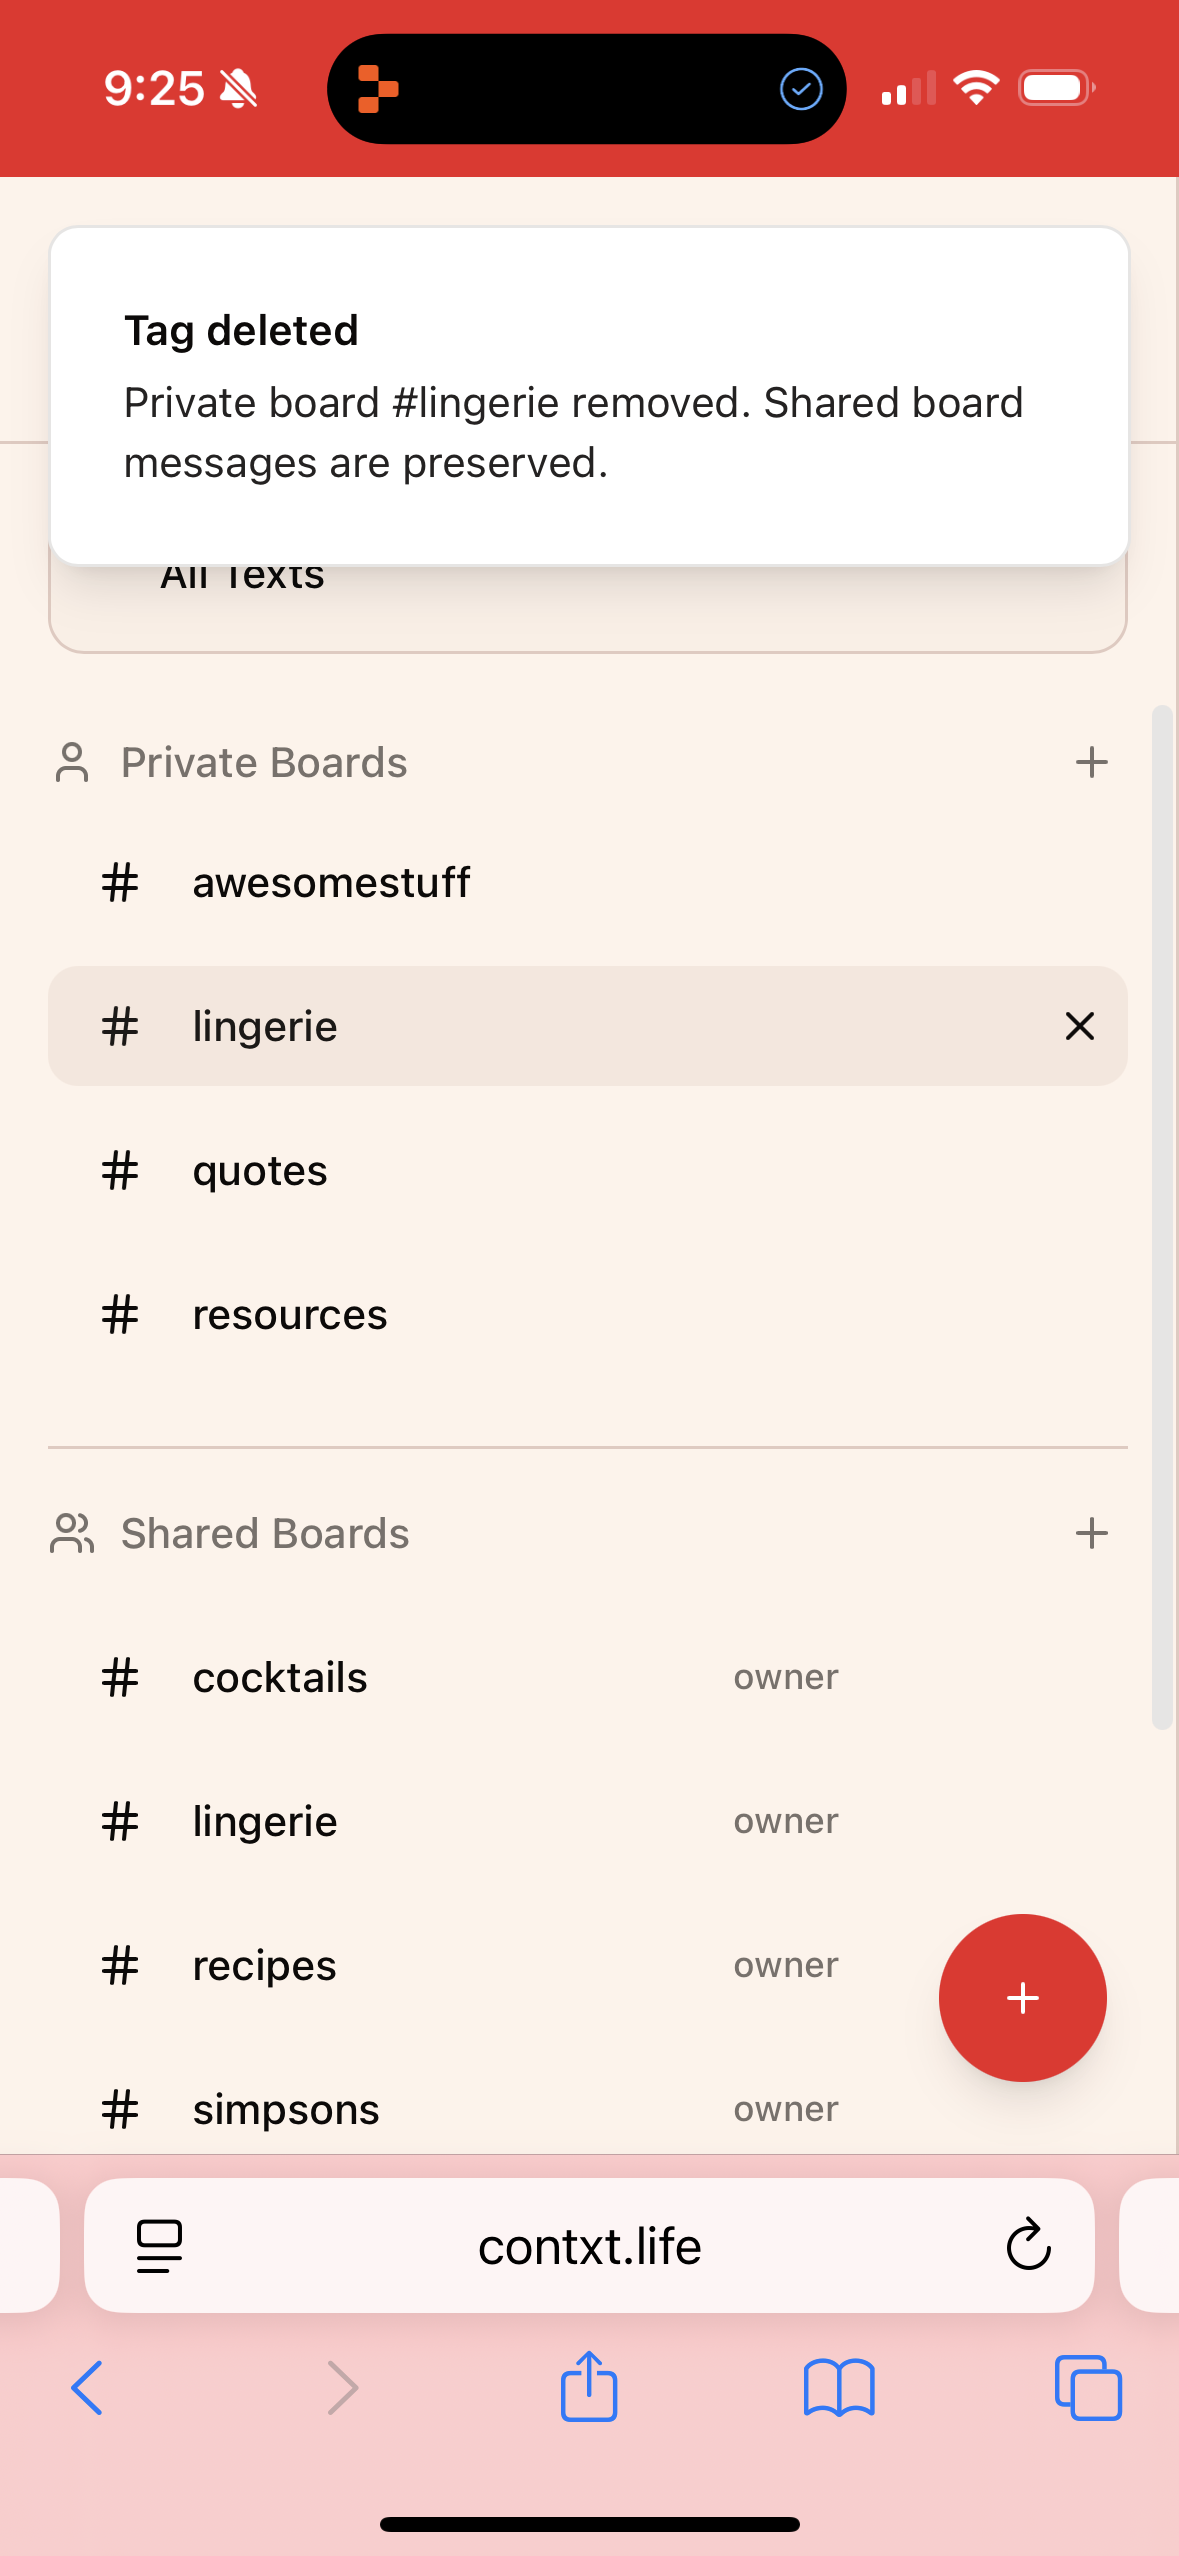 9:25
Tag deleted
Private board #lingerie removed. Shared board
messages are preserved.
All Texts
Private Boards
# awesomestuff
# lingerie
# quotes
# resources
Shared Boards
# cocktails owner
# lingerie owner
# recipes owner
# simpsons owner
contxt.life